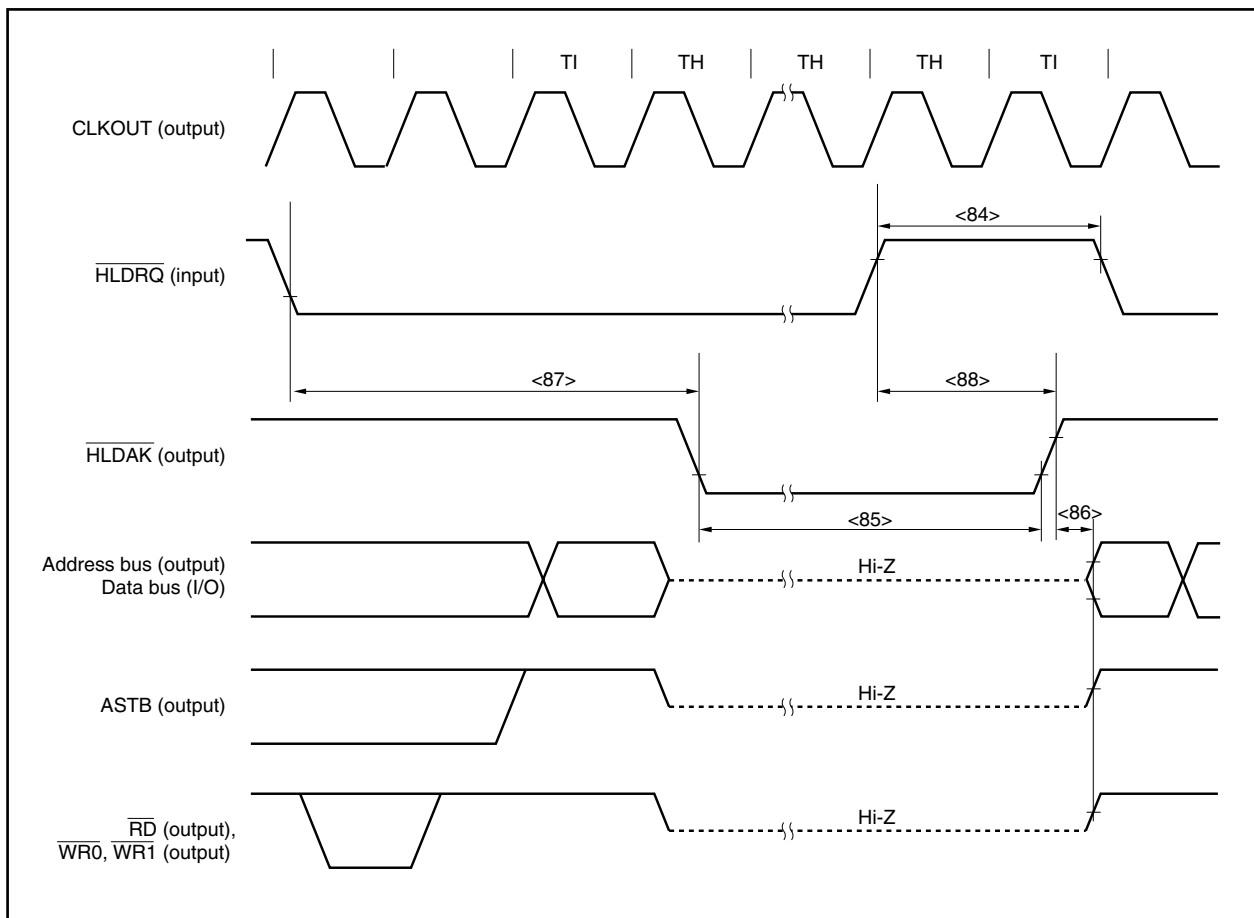 TI TH TH TH TI
CLKOUT (output)
<84>
HLDRQ (input)
<87> <88>
HLDAK (output)
<85> <86>
Address bus (output)
Data bus (I/O)
Hi-Z
ASTB (output)
Hi-Z
RD (output),
WR0, WR1 (output)
Hi-Z